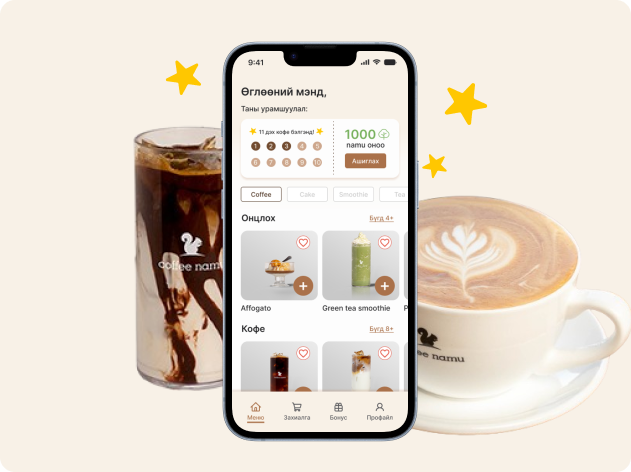 9:41
Өглөөний мэнд,
Таны урамшуулал:
11 дэх кофе бэлгэнд!
1 2 3 4 5
6 7 8 9 10
1000
namu оноо
Ашиглах
Coffee Cake Smoothie Tea
Онцлох Бүгд 4+
Affogato Green tea smoothie P
Кофе Бүгд 8+
Меню Захиалга Бонус Профайл
coffee namu
ee namu